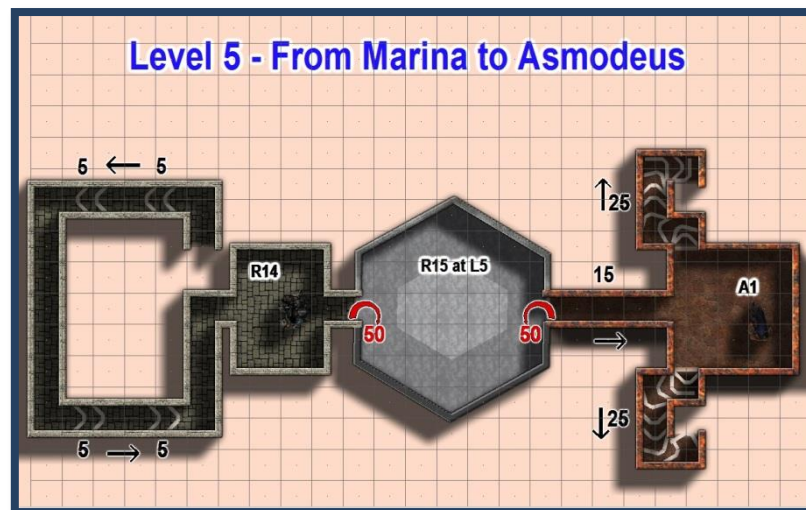 Level 5 - From Marina to Asmodeus
5 ← 5
↑25
R14
R15 at L5
15
A1
50
50
→
↓25
5 → 5